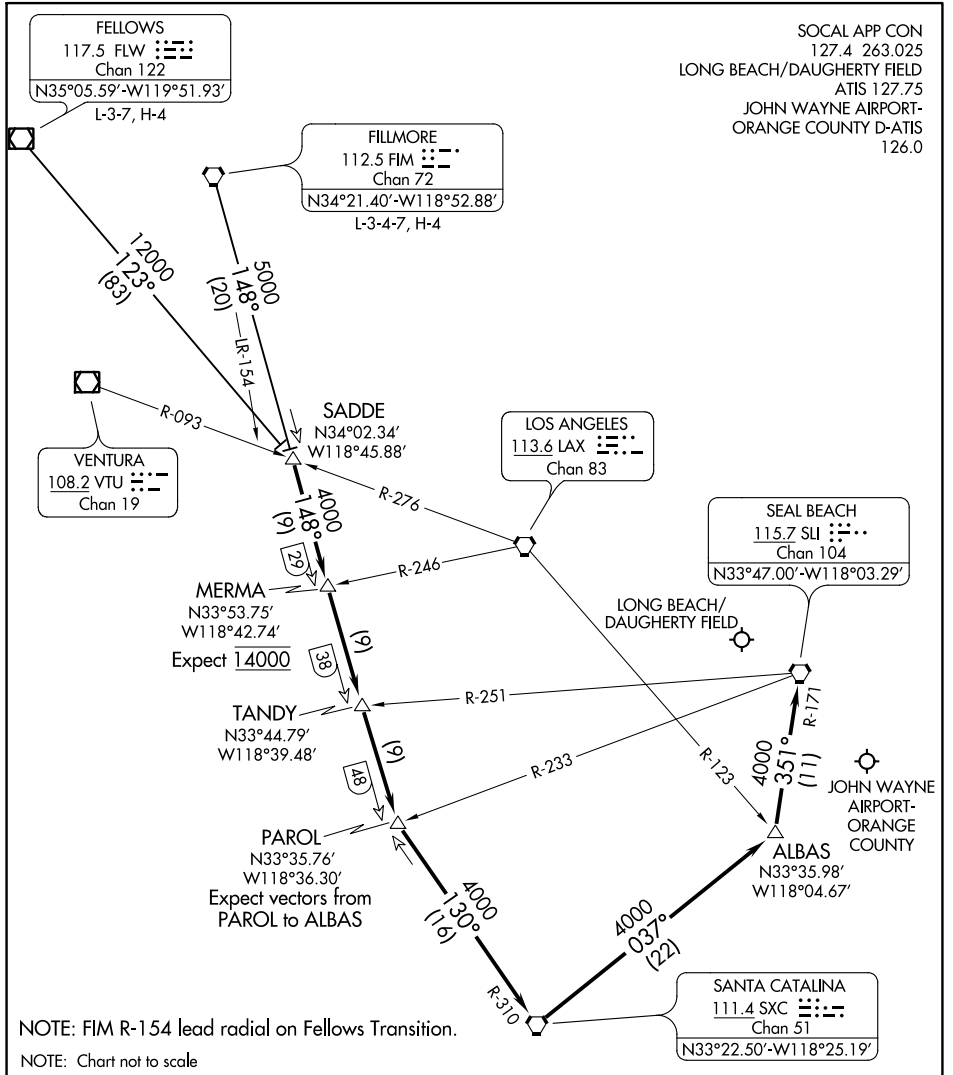 FELLOWS
117.5 FLW
Chan 122
N35°05.59'-W119°51.93'
L-3-7, H-4
SOCAL APP CON
127.4 263.025
LONG BEACH/DAUGHERTY FIELD
ATIS 127.75
JOHN WAYNE AIRPORT-
ORANGE COUNTY D-ATIS
126.0
FILLMORE
112.5 FIM
Chan 72
N34°21.40'-W118°52.88'
L-3-4-7, H-4
12000
123°
(83)
5000
148°
(20)
LR-154
R-093
VENTURA
108.2 VTU
Chan 19
SADDE
N34°02.34'
W118°45.88'
LOS ANGELES
113.6 LAX
Chan 83
R-276
R-246
4000
148°
(9)
29
MERMA
N33°53.75'
W118°42.74'
Expect 14000
(9)
38
SEAL BEACH
115.7 SLI
Chan 104
N33°47.00'-W118°03.29'
LONG BEACH/
DAUGHERTY FIELD
TANDY
N33°44.79'
W118°39.48'
R-251
R-171
(9)
48
R-233
R-123
4000
351°
(11)
JOHN WAYNE
AIRPORT-
ORANGE
COUNTY
PAROL
N33°35.76'
W118°36.30'
Expect vectors from
PAROL to ALBAS
ALBAS
N33°35.98'
W118°04.67'
4000
130°
(16)
R-310
4000
037°
(22)
SANTA CATALINA
111.4 SXC
Chan 51
N33°22.50'-W118°25.19'
NOTE: FIM R-154 lead radial on Fellows Transition.
NOTE: Chart not to scale